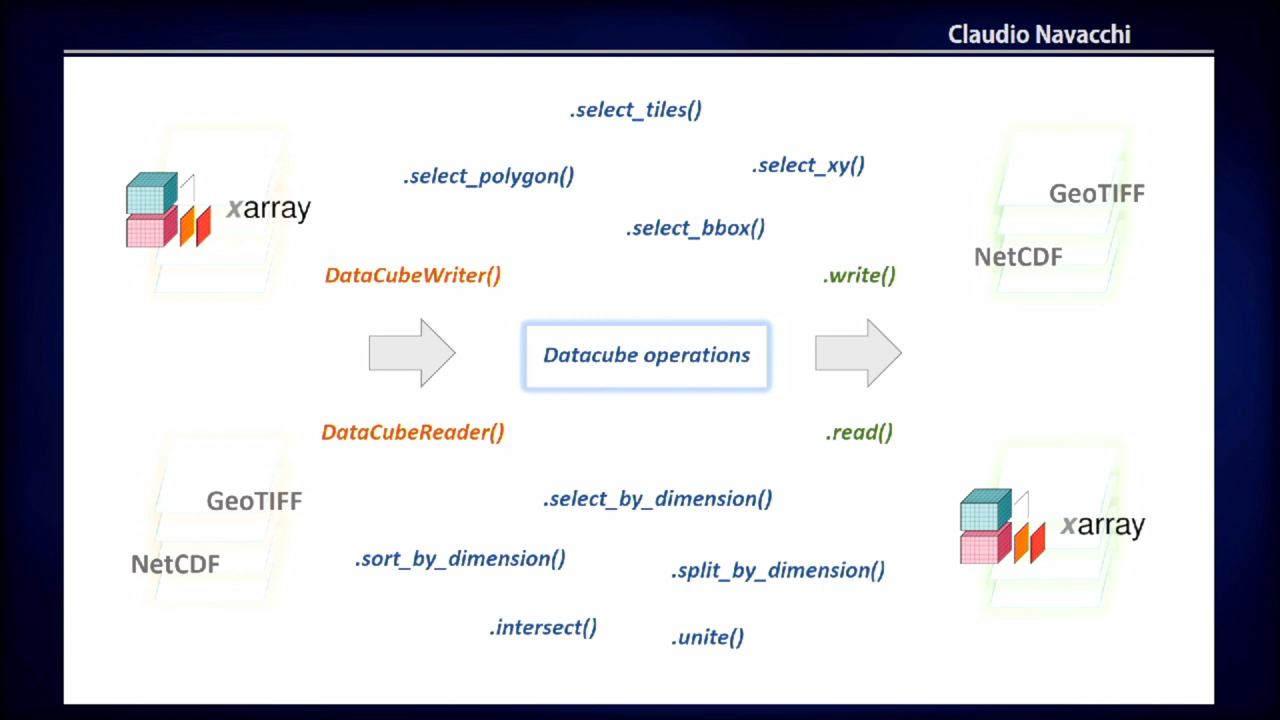 Claudio Navacchi
.select_tiles()
.select_polygon()
.select_xy()
xarray
GeoTIFF
.select_bbox()
NetCDF
DataCubeWriter()
.write()
Datacube operations
DataCubeReader()
.read()
GeoTIFF
.select_by_dimension()
xarray
NetCDF
.sort_by_dimension()
.split_by_dimension()
.intersect()
.unite()